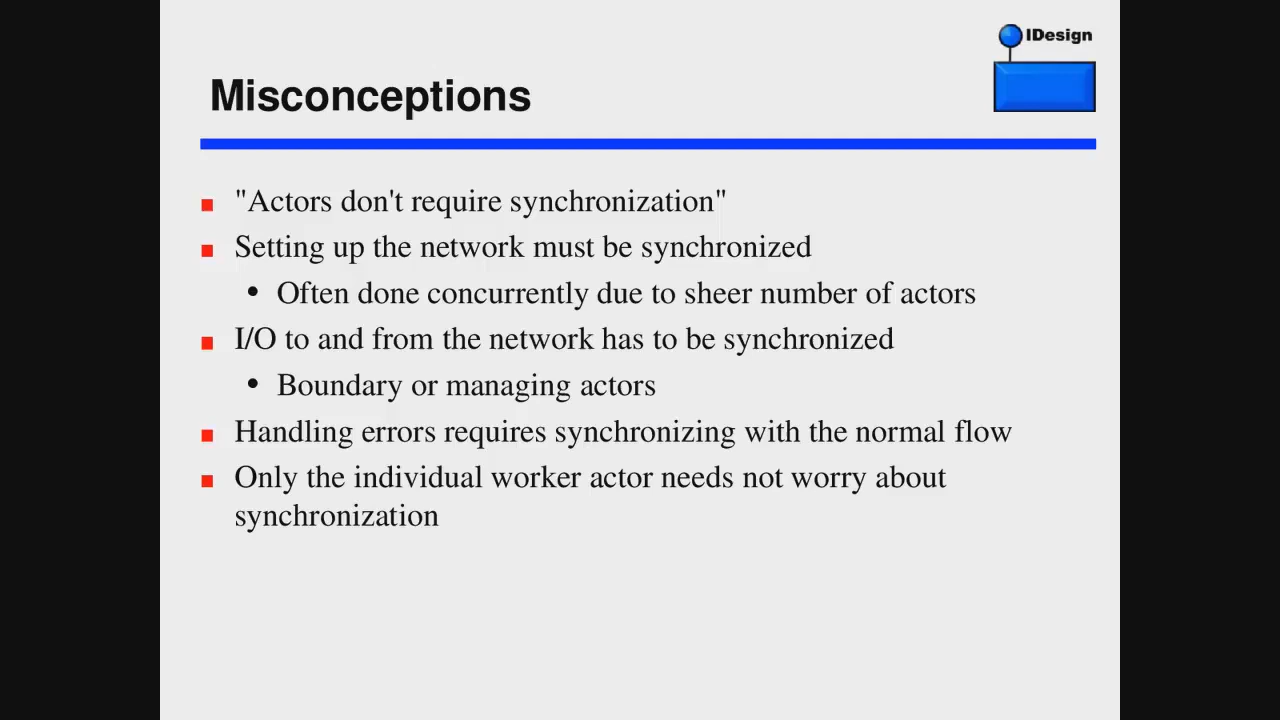 IDesign
Misconceptions
"Actors don't require synchronization"
Setting up the network must be synchronized
Often done concurrently due to sheer number of actors
I/O to and from the network has to be synchronized
Boundary or managing actors
Handling errors requires synchronizing with the normal flow
Only the individual worker actor needs not worry about
synchronization